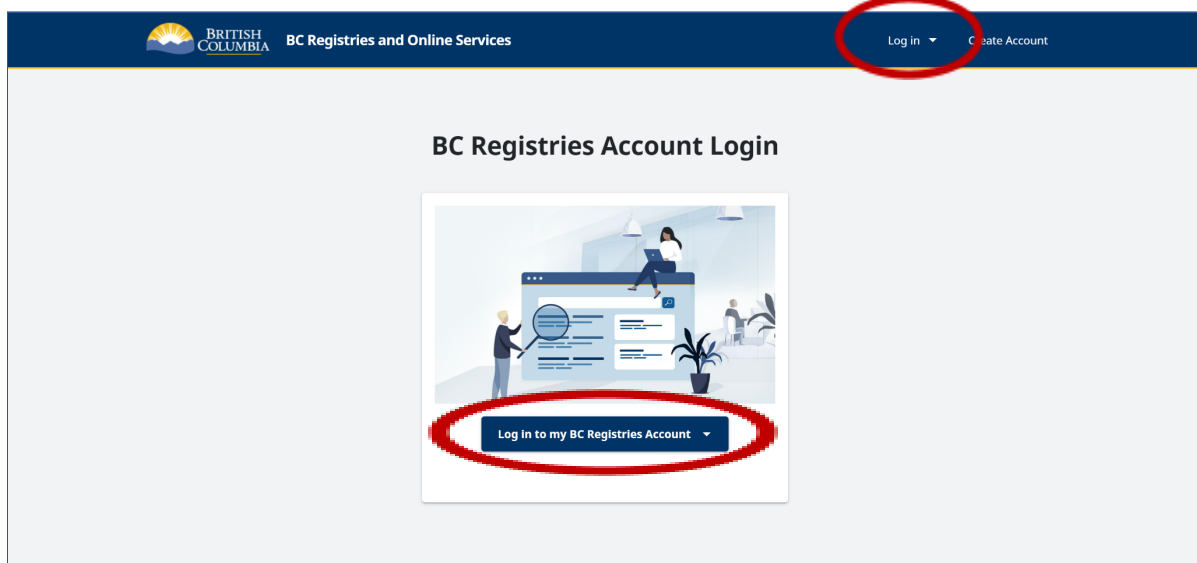 BRITISH
COLUMBIA
BC Registries and Online Services
Log in
Create Account
BC Registries Account Login
Log in to my BC Registries Account